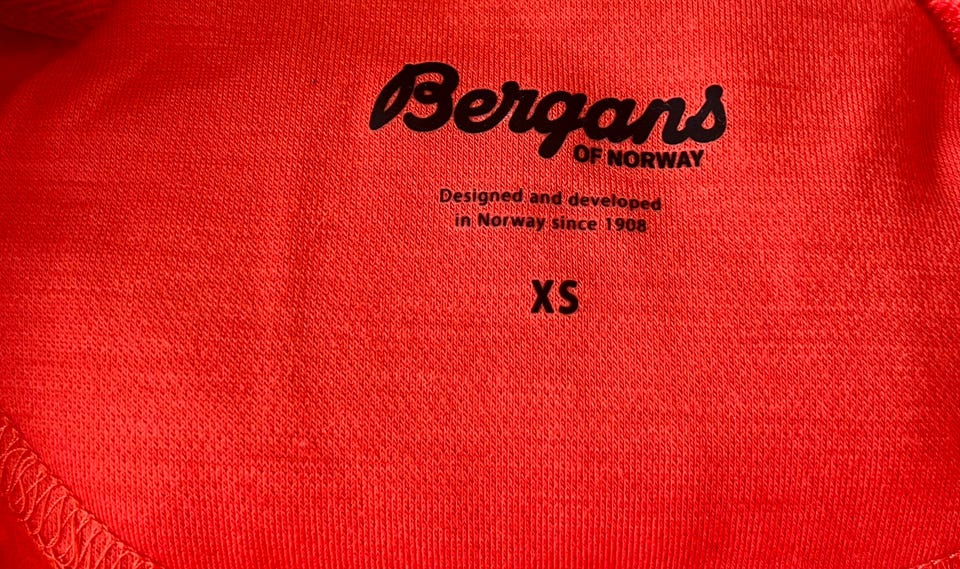 Bergans
OF NORWAY
Designed and developed
in Norway since 1908
XS